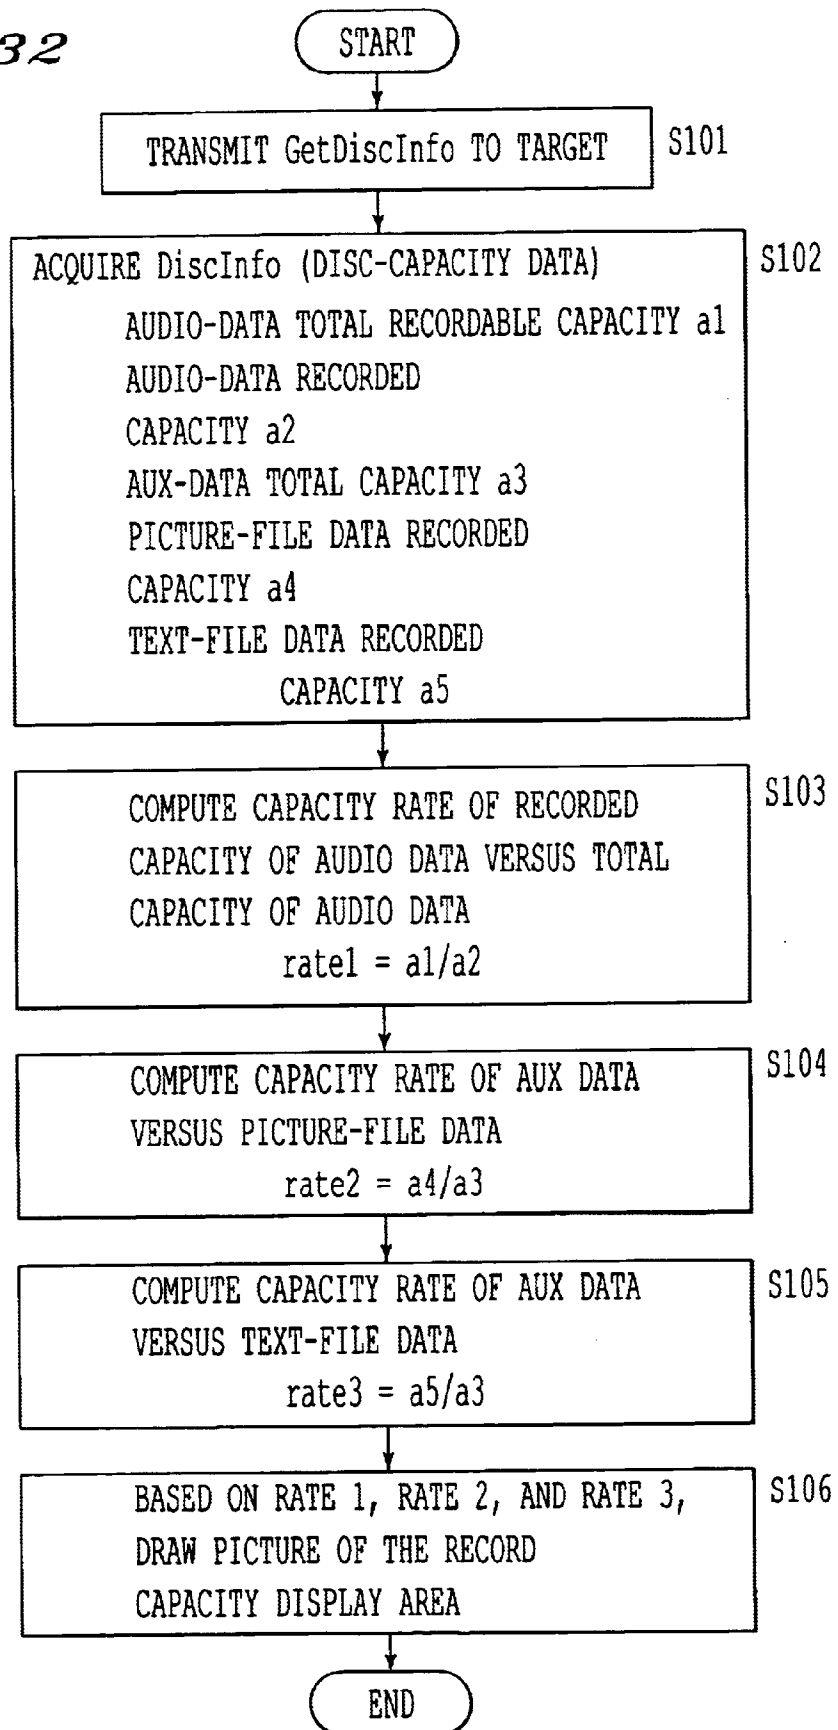 32
START
TRANSMIT GetDiscInfo TO TARGET
S101
ACQUIRE DiscInfo (DISC-CAPACITY DATA)
S102
AUDIO-DATA TOTAL RECORDABLE CAPACITY a1
AUDIO-DATA RECORDED
CAPACITY a2
AUX-DATA TOTAL CAPACITY a3
PICTURE-FILE DATA RECORDED
CAPACITY a4
TEXT-FILE DATA RECORDED
CAPACITY a5
COMPUTE CAPACITY RATE OF RECORDED
S103
CAPACITY OF AUDIO DATA VERSUS TOTAL
CAPACITY OF AUDIO DATA
rate1 = a1/a2
COMPUTE CAPACITY RATE OF AUX DATA
S104
VERSUS PICTURE-FILE DATA
rate2 = a4/a3
COMPUTE CAPACITY RATE OF AUX DATA
S105
VERSUS TEXT-FILE DATA
rate3 = a5/a3
BASED ON RATE 1, RATE 2, AND RATE 3,
S106
DRAW PICTURE OF THE RECORD
CAPACITY DISPLAY AREA
END